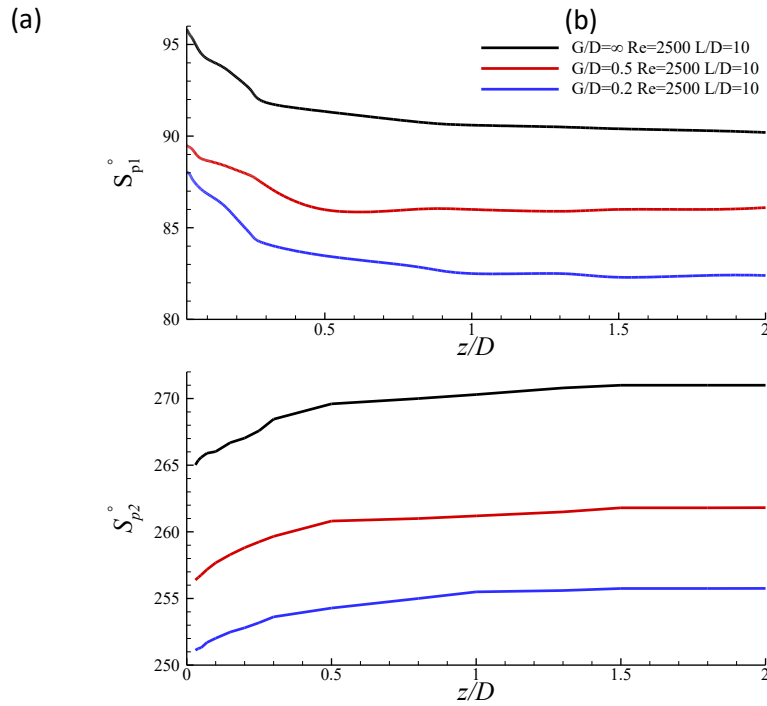 (a)
(b)
G/D=∞ Re=2500 L/D=10
G/D=0.5 Re=2500 L/D=10
G/D=0.2 Re=2500 L/D=10
95
90
85
80
S°p1
0.5
1
1.5
2
z/D
270
265
260
255
250
S°p2
0
0.5
1
1.5
2
z/D